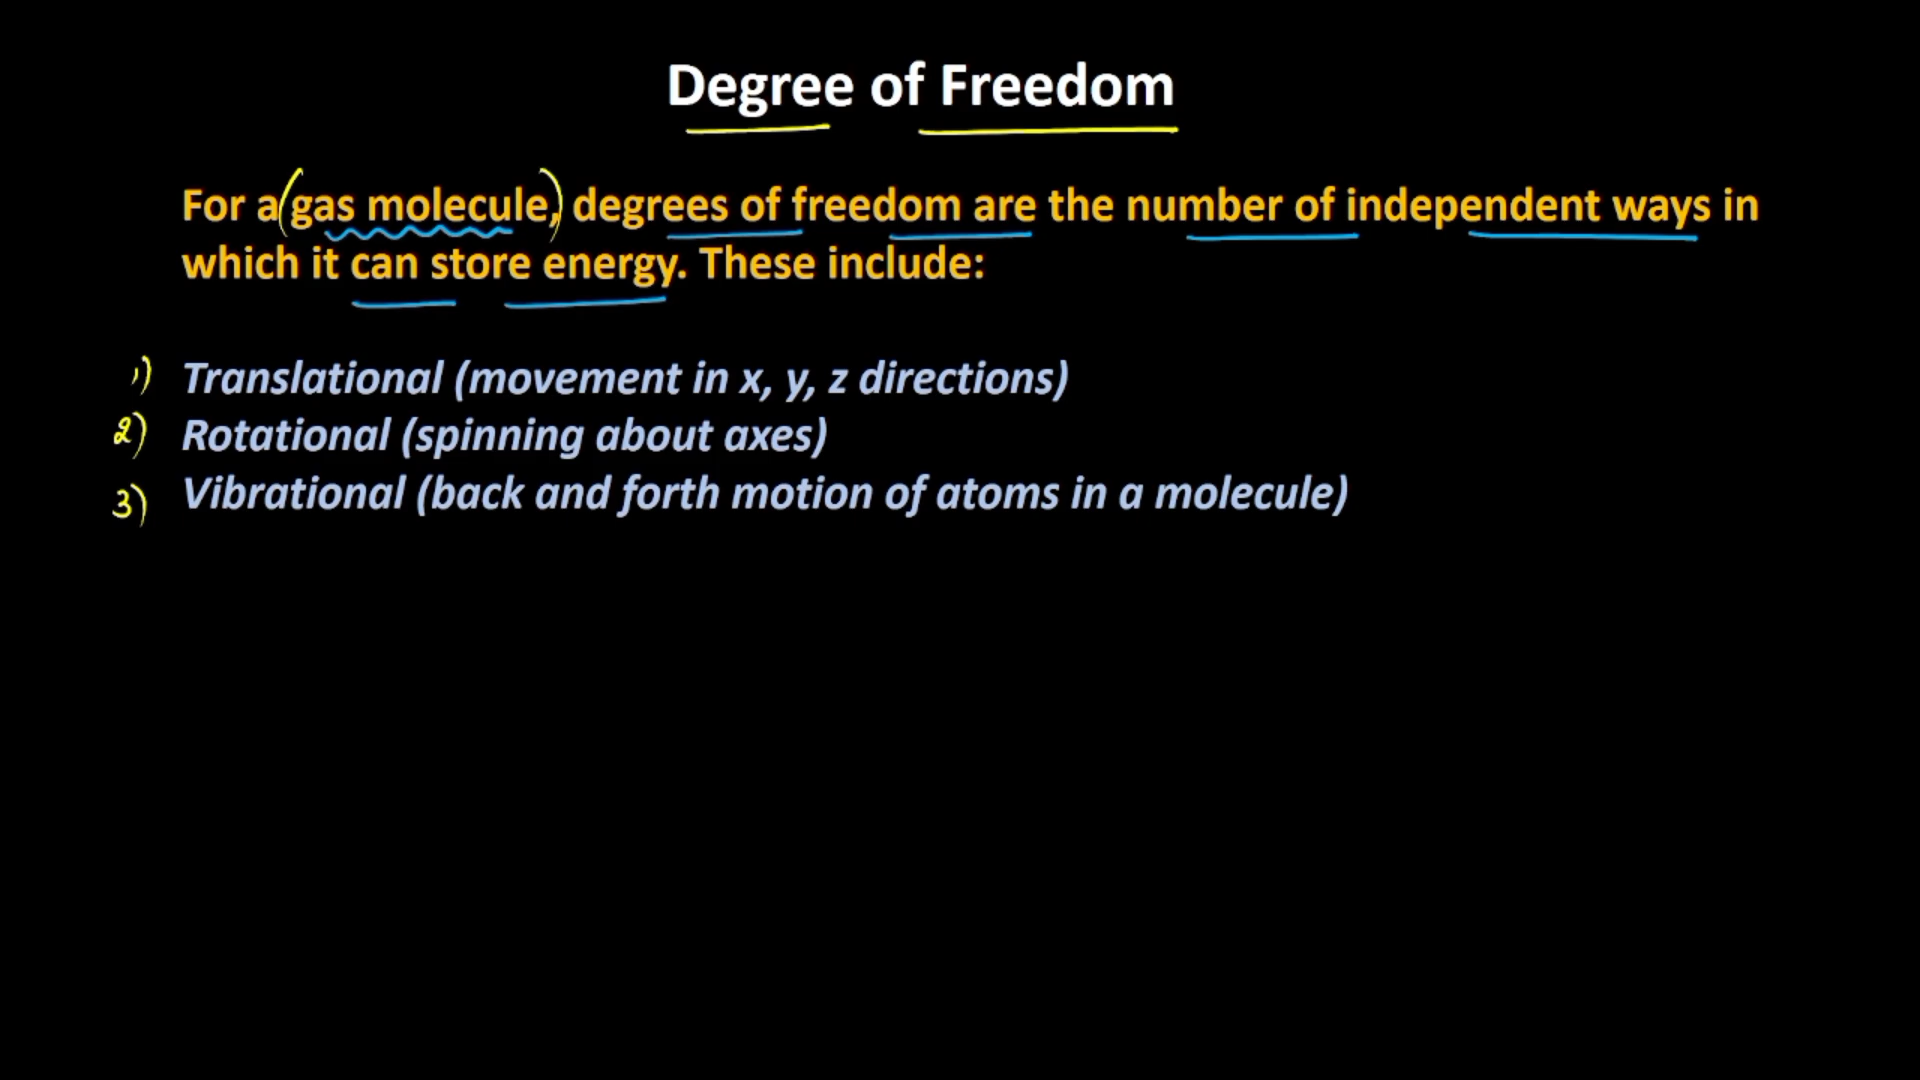 Degree of Freedom
For a (gas molecule,) degrees of freedom are the number of independent ways in
which it can store energy. These include:
1) Translational (movement in x, y, z directions)
2) Rotational (spinning about axes)
3) Vibrational (back and forth motion of atoms in a molecule)